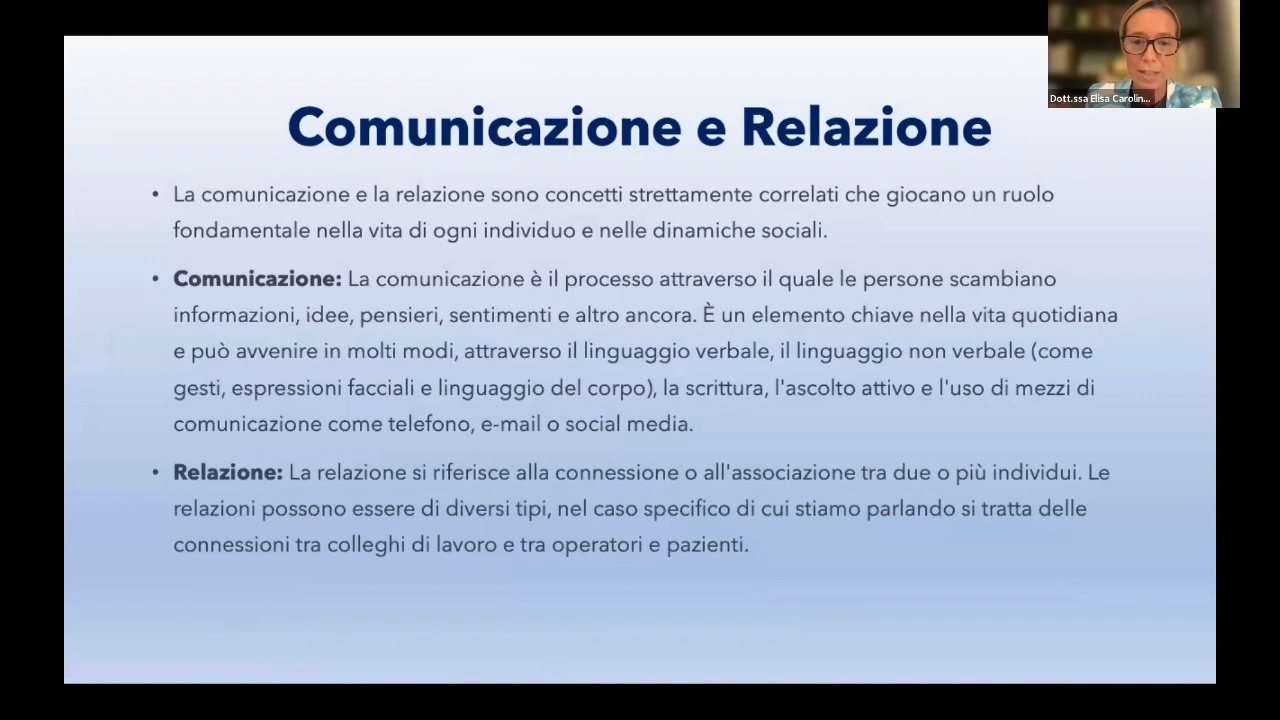 Comunicazione e Relazione
• La comunicazione e la relazione sono concetti strettamente correlati che giocano un ruolo
fondamentale nella vita di ogni individuo e nelle dinamiche sociali.
• Comunicazione: La comunicazione è il processo attraverso il quale le persone scambiano
informazioni, idee, pensieri, sentimenti e altro ancora. È un elemento chiave nella vita quotidiana
e può avvenire in molti modi, attraverso il linguaggio verbale, il linguaggio non verbale (come
gesti, espressioni facciali e linguaggio del corpo), la scrittura, l'ascolto attivo e l'uso di mezzi di
comunicazione come telefono, e-mail o social media.
• Relazione: La relazione si riferisce alla connessione o all'associazione tra due o più individui. Le
relazioni possono essere di diversi tipi, nel caso specifico di cui stiamo parlando si tratta delle
connessioni tra colleghi di lavoro e tra operatori e pazienti.
Dott.ssa Elisa Carolin...